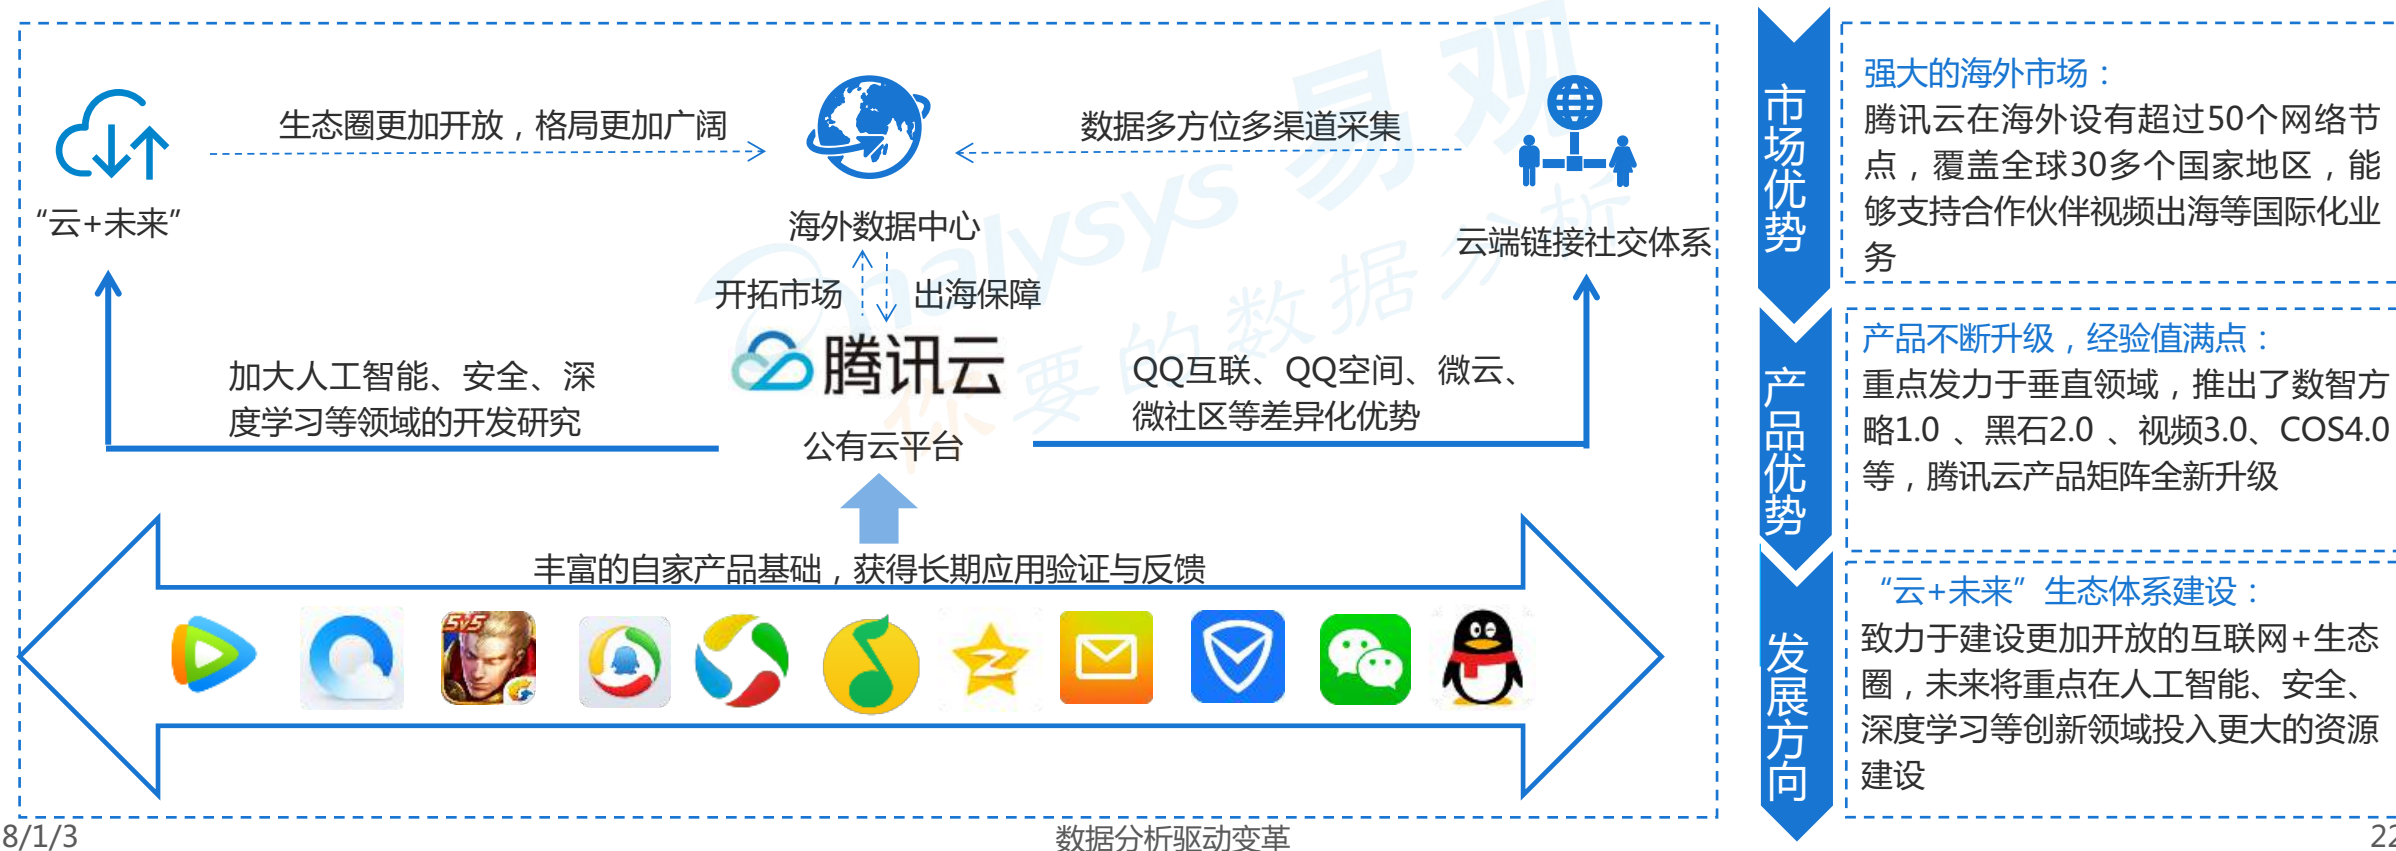 生态圈更加开放，格局更加广阔
数据多方位多渠道采集
“云+未来”
海外数据中心
云端链接社交体系
开拓市场
出海保障
腾讯云
公有云平台
加大人工智能、安全、深
度学习等领域的开发研究
QQ互联、QQ空间、微云、
微社区等差异化优势
丰富的自家产品基础，获得长期应用验证与反馈
5v5
市场优势
强大的海外市场：
腾讯云在海外设有超过50个网络节
点，覆盖全球30多个国家地区，能
够支持合作伙伴视频出海等国际化业
务
产品优势
产品不断升级，经验值满点：
重点发力于垂直领域，推出了数智方
略1.0 、黑石2.0 、视频3.0、COS4.0
等，腾讯云产品矩阵全新升级
发展方向
“云+未来”生态体系建设：
致力于建设更加开放的互联网+生态
圈，未来将重点在人工智能、安全、
深度学习等创新领域投入更大的资源
建设
nalysys 易观
你要的数据分析
8/1/3
数据分析驱动变革
22